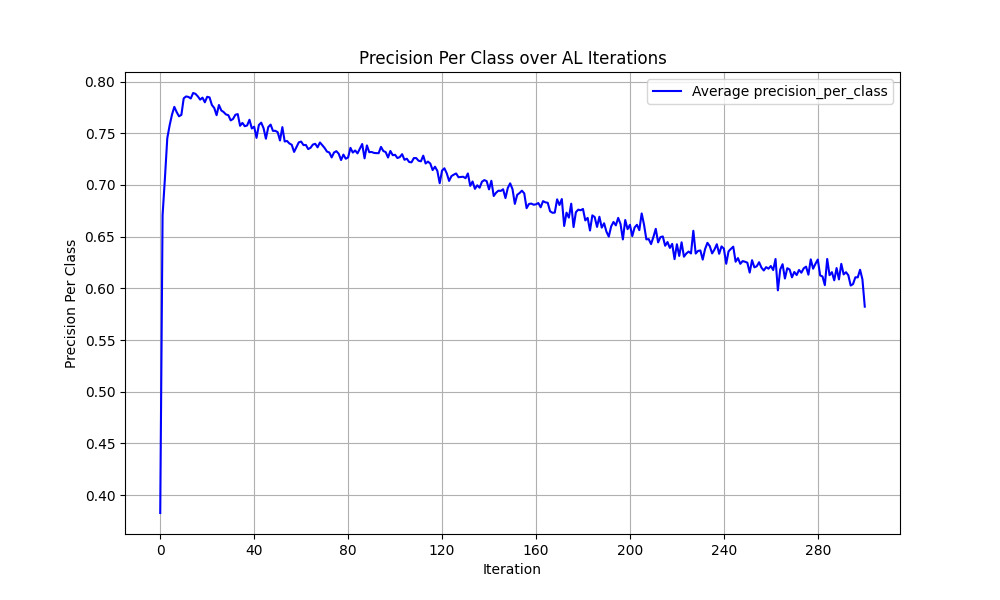 Precision Per Class over AL Iterations
Average precision_per_class
Precision Per Class
0.80
0.75
0.70
0.65
0.60
0.55
0.50
0.45
0.40
0 40 80 120 160 200 240 280
Iteration